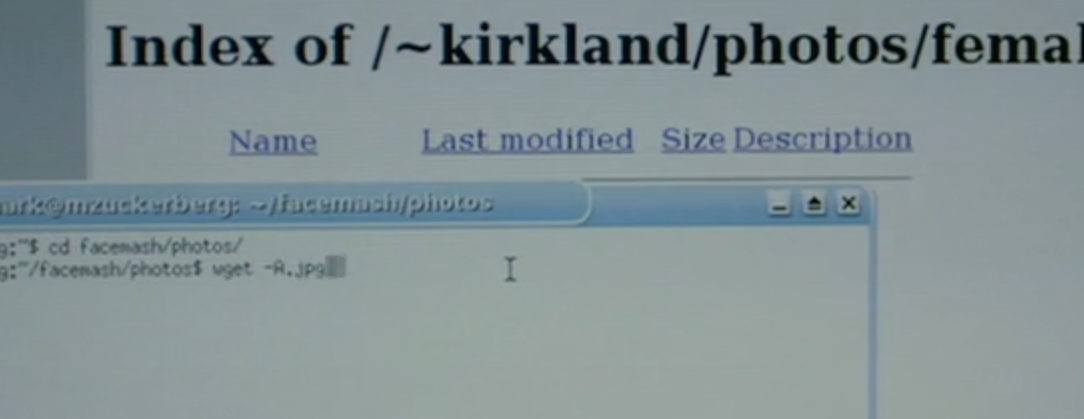 Index of /~kirkland/photos/femal
Name Last modified Size Description
ark@mzuckerberg: ~/facemash/photos
g:~$ cd facemash/photos/
g:~/facemash/photos$ wget -A.jpg